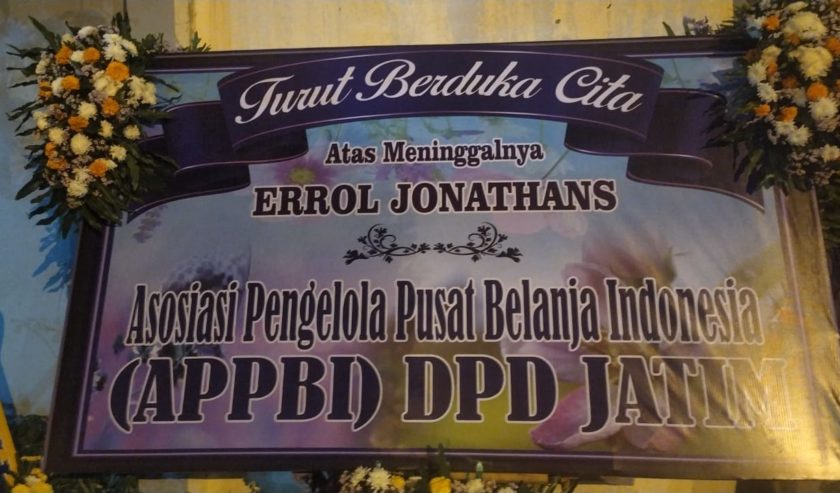 Turut Berduka Cita
Atas Meninggalnya
ERROL JONATHANS
Asosiasi Pengelola Pusat Belanja Indonesia
(APPBI) DPD JATIM